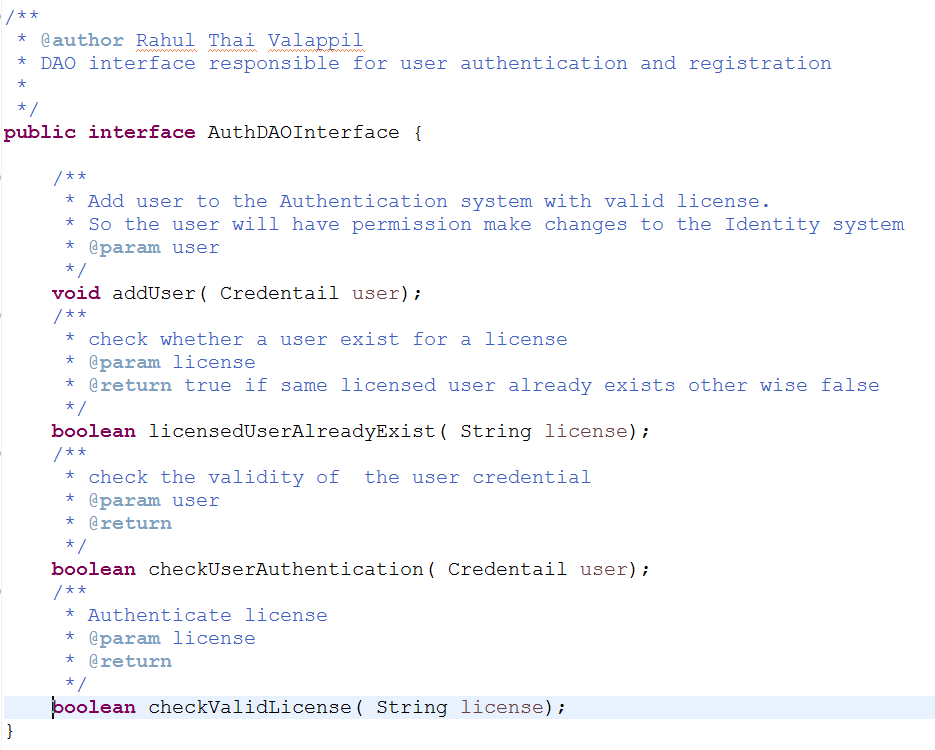 /**
 * @author Rahul Thai Valappil
 * DAO interface responsible for user authentication and registration
 *
 */
public interface AuthDAOInterface {
    /**
     * Add user to the Authentication system with valid license.
     * So the user will have permission make changes to the Identity system
     * @param user
     */
    void addUser( Credentail user);
    /**
     * check whether a user exist for a license
     * @param license
     * @return true if same licensed user already exists other wise false
     */
    boolean licensedUserAlreadyExist( String license);
    /**
     * check the validity of  the user credential
     * @param user
     * @return
     */
    boolean checkUserAuthentication( Credentail user);
    /**
     * Authenticate license
     * @param license
     * @return
     */
    boolean checkValidLicense( String license);
}